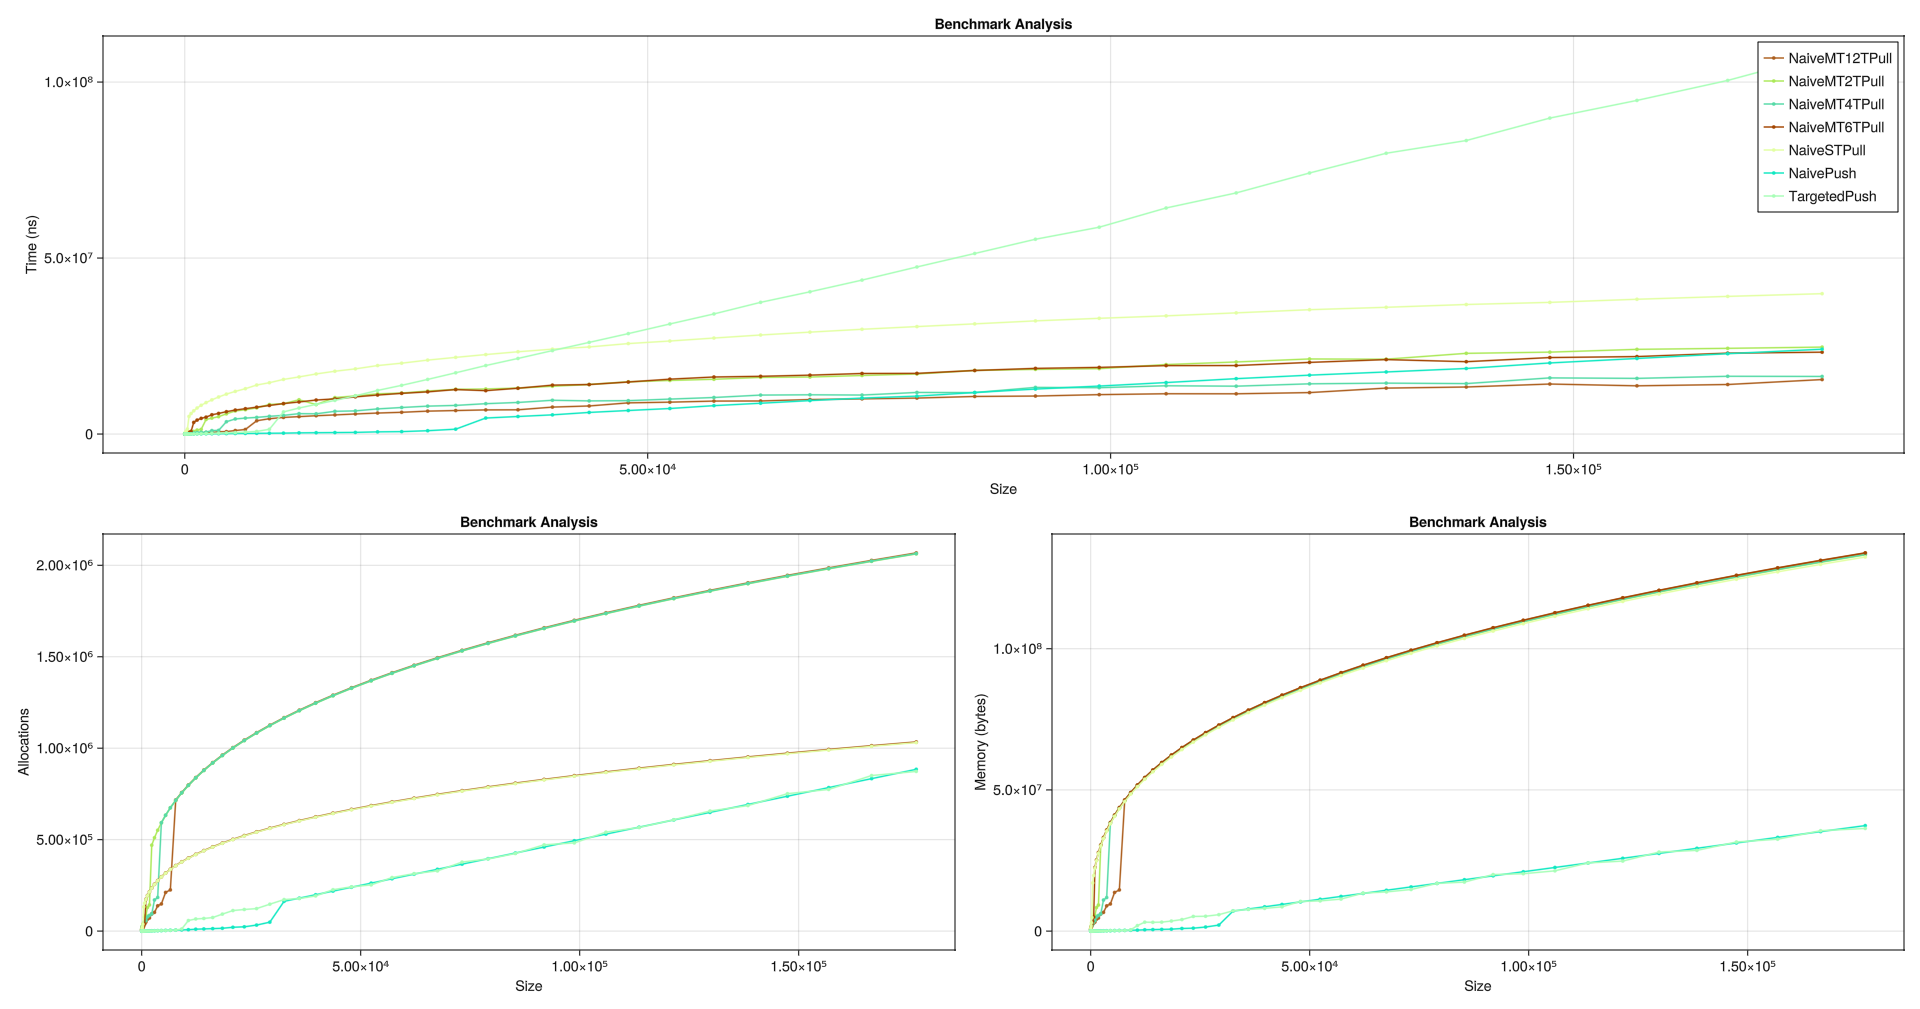 Benchmark Analysis
Time (ns)
1.0×10⁸
5.0×10⁷
0
NaiveMT12TPull
NaiveMT2TPull
NaiveMT4TPull
NaiveMT6TPull
NaiveSTPull
NaivePush
TargetedPush
0
5.00×10⁴
1.00×10⁵
1.50×10⁵
Size
Benchmark Analysis
Allocations
2.00×10⁶
1.50×10⁶
1.00×10⁶
5.00×10⁵
0
0
5.00×10⁴
1.00×10⁵
1.50×10⁵
Size
Benchmark Analysis
Memory (bytes)
1.0×10⁸
5.0×10⁷
0
0
5.00×10⁴
1.00×10⁵
1.50×10⁵
Size